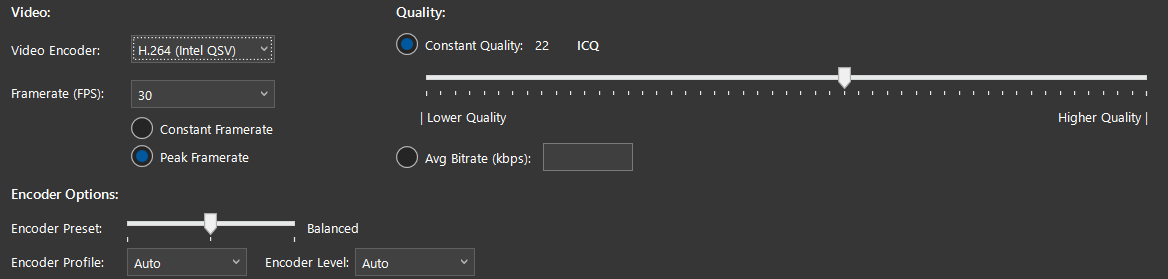 Video:
Video Encoder: H.264 (Intel QSV)
Framerate (FPS): 30
Constant Framerate
Peak Framerate
Quality:
Constant Quality: 22 ICQ
| Lower Quality Higher Quality |
Avg Bitrate (kbps):
Encoder Options:
Encoder Preset: Balanced
Encoder Profile: Auto Encoder Level: Auto